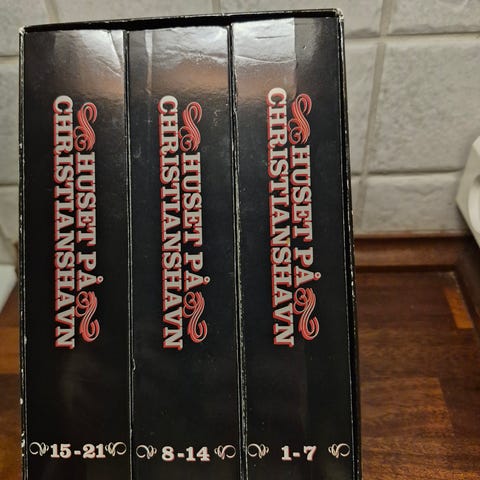 HUSET PÅ
CHRISTIANSHAVN
15-21
HUSET PÅ
CHRISTIANSHAVN
8-14
HUSET PÅ
CHRISTIANSHAVN
1-7